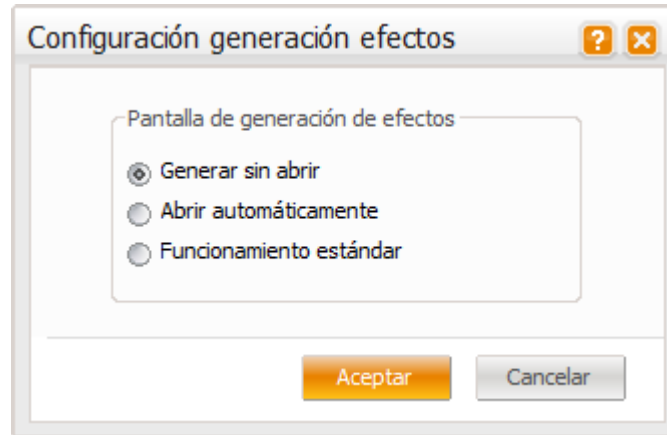 Configuración generación efectos
?
Pantalla de generación de efectos
Generar sin abrir
Abrir automáticamente
Funcionamiento estándar
Aceptar
Cancelar